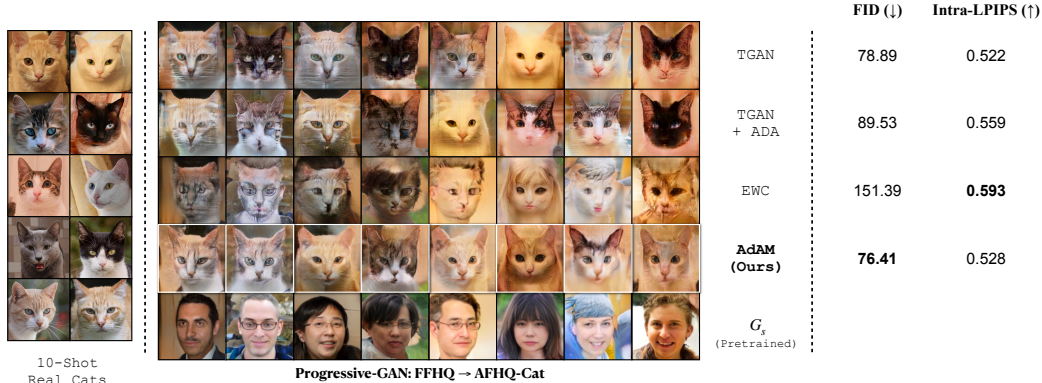 FID (↓) Intra-LPIPS (↑)
TGAN 78.89 0.522
TGAN
+ ADA 89.53 0.559
EWC 151.39 0.593
AdAM
(Ours) 76.41 0.528
G_s
(Pretrained)
10-Shot
Real Cats
Progressive-GAN: FFHQ → AFHQ-Cat